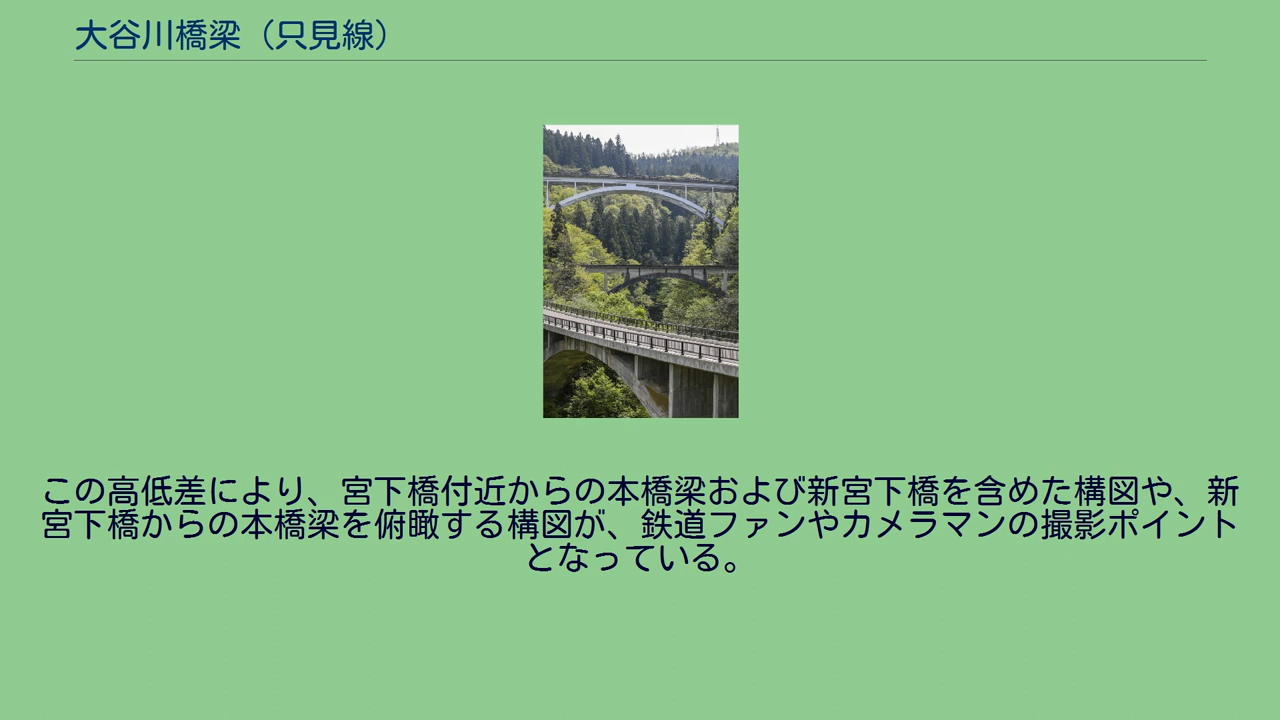 大谷川橋梁（只見線）
この高低差により、宮下橋付近からの本橋梁および新宮下橋を含めた構図や、新
宮下橋からの本橋梁を俯瞰する構図が、鉄道ファンやカメラマンの撮影ポイント
となっている。